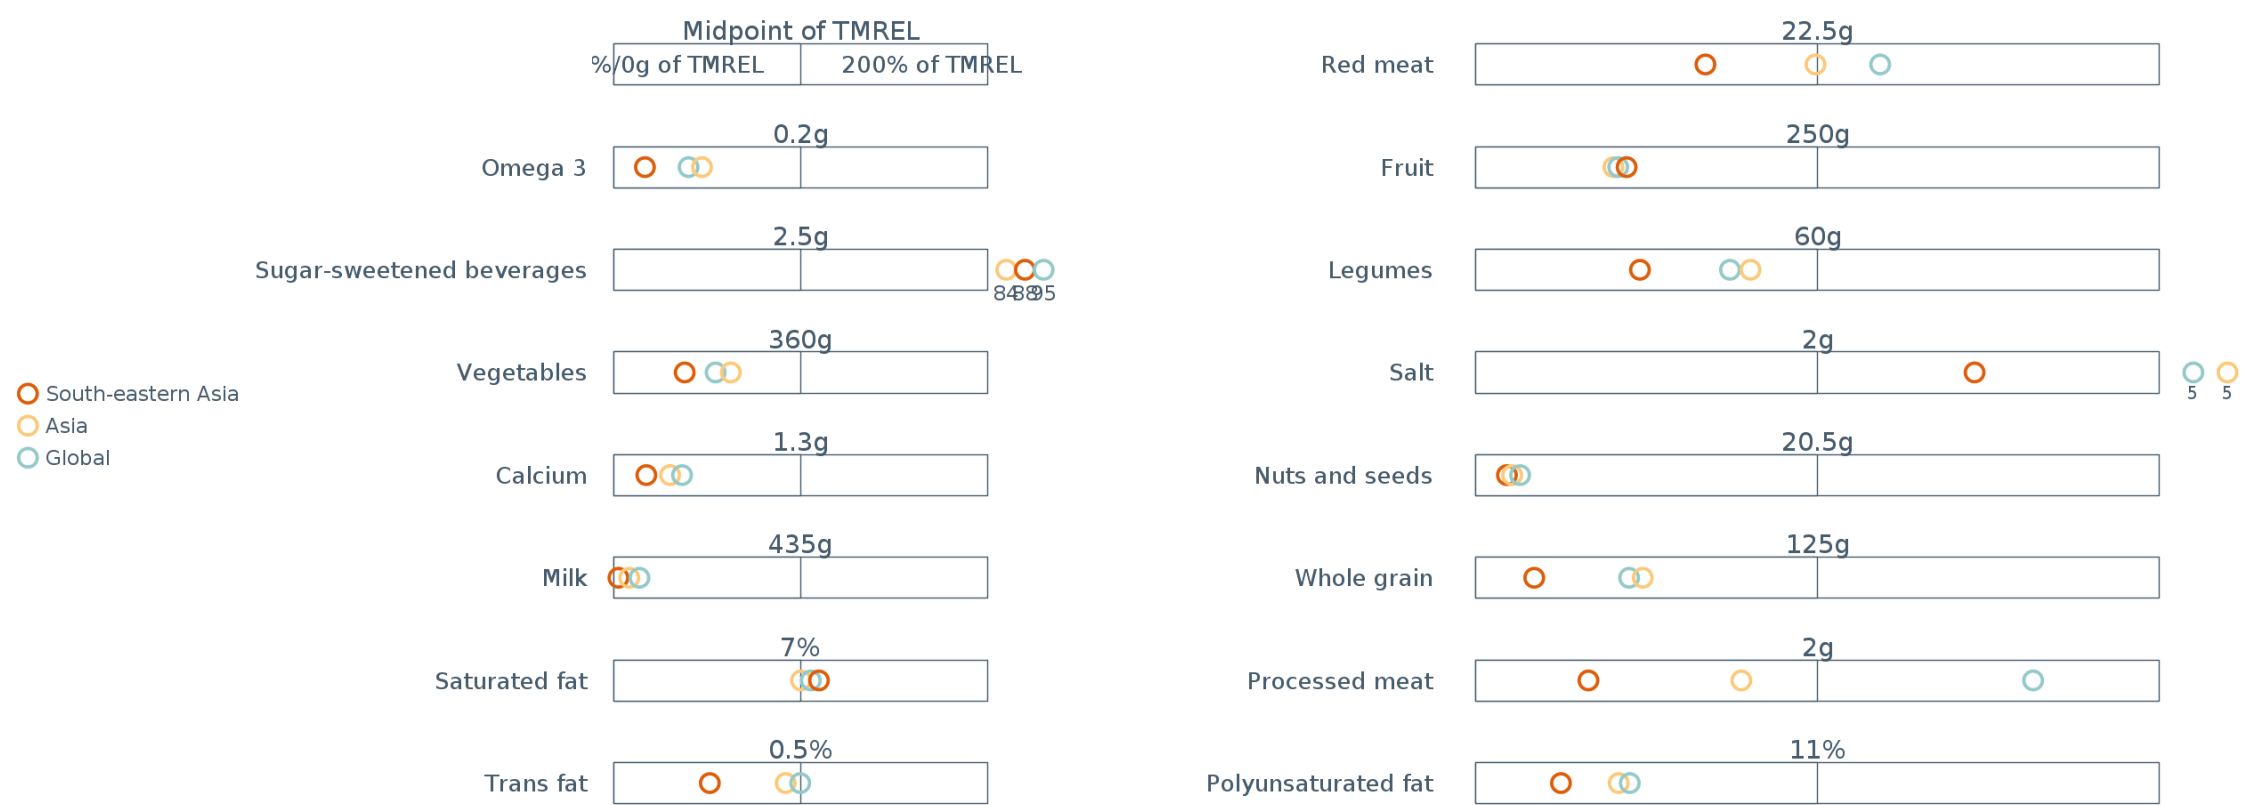 Midpoint of TMREL
%/0g of TMREL
200% of TMREL
Omega 3
0.2g
Sugar-sweetened beverages
2.5g
84
88
95
Vegetables
360g
Calcium
1.3g
Milk
435g
Saturated fat
7%
Trans fat
0.5%
South-eastern Asia
Asia
Global
Red meat
22.5g
Fruit
250g
Legumes
60g
Salt
2g
5
5
Nuts and seeds
20.5g
Whole grain
125g
Processed meat
2g
Polyunsaturated fat
11%